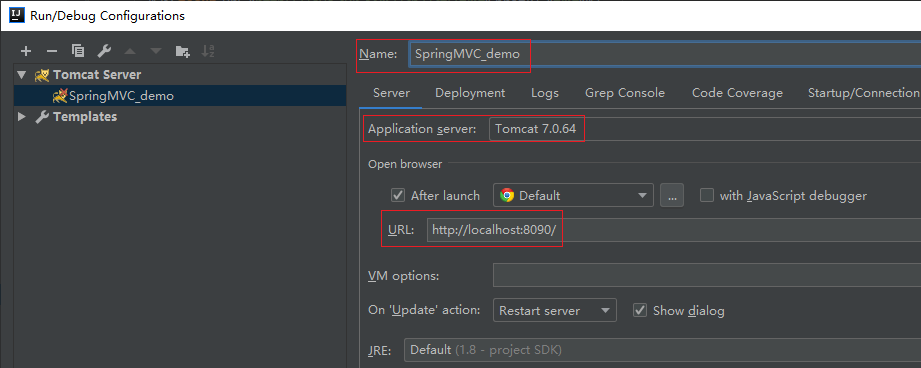 Run/Debug Configurations
Name: SpringMVC_demo
Tomcat Server
SpringMVC_demo
Templates
Server Deployment Logs Grep Console Code Coverage Startup/Connection
Application server: Tomcat 7.0.64
Open browser
After launch Default ... with JavaScript debugger
URL: http://localhost:8090/
VM options:
On 'Update' action: Restart server Show dialog
JRE: Default (1.8 - project SDK)